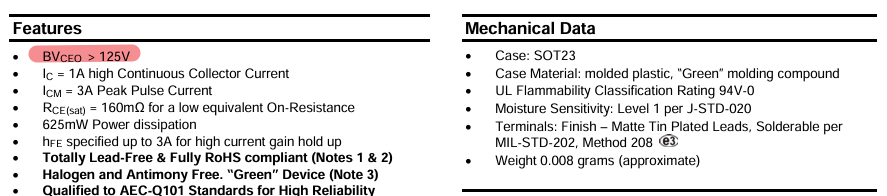 Features
• BVCEO > 125V
• IC = 1A high Continuous Collector Current
• ICM = 3A Peak Pulse Current
• RCE(sat) = 160mΩ for a low equivalent On-Resistance
• 625mW Power dissipation
• hFE specified up to 3A for high current gain hold up
• Totally Lead-Free & Fully RoHS compliant (Notes 1 & 2)
• Halogen and Antimony Free. "Green" Device (Note 3)
• Qualified to AEC-Q101 Standards for High Reliability
Mechanical Data
• Case: SOT23
• Case Material: molded plastic, "Green" molding compound
• UL Flammability Classification Rating 94V-0
• Moisture Sensitivity: Level 1 per J-STD-020
• Terminals: Finish – Matte Tin Plated Leads, Solderable per
MIL-STD-202, Method 208 e3
• Weight 0.008 grams (approximate)